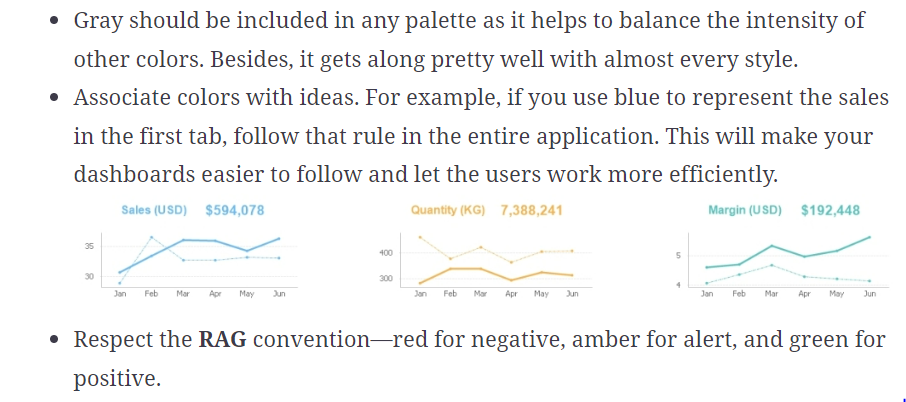 • Gray should be included in any palette as it helps to balance the intensity of
other colors. Besides, it gets along pretty well with almost every style.
• Associate colors with ideas. For example, if you use blue to represent the sales
in the first tab, follow that rule in the entire application. This will make your
dashboards easier to follow and let the users work more efficiently.
Sales (USD) $594,078
35
30
Jan Feb Mar Apr May Jun
Quantity (KG) 7,388,241
400
300
Jan Feb Mar Apr May Jun
Margin (USD) $192,448
5
4
Jan Feb Mar Apr May Jun
• Respect the RAG convention—red for negative, amber for alert, and green for
positive.